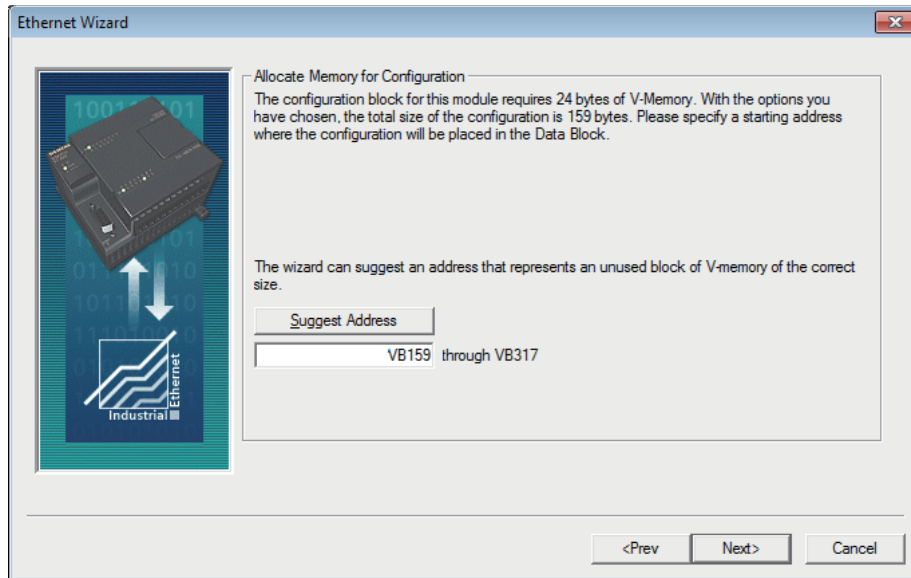 Ethernet Wizard
Allocate Memory for Configuration
The configuration block for this module requires 24 bytes of V-Memory. With the options you
have chosen, the total size of the configuration is 159 bytes. Please specify a starting address
where the configuration will be placed in the Data Block.
The wizard can suggest an address that represents an unused block of V-memory of the correct
size.
Suggest Address
VB159 through VB317
Industrial
Ethernet
<Prev
Next>
Cancel